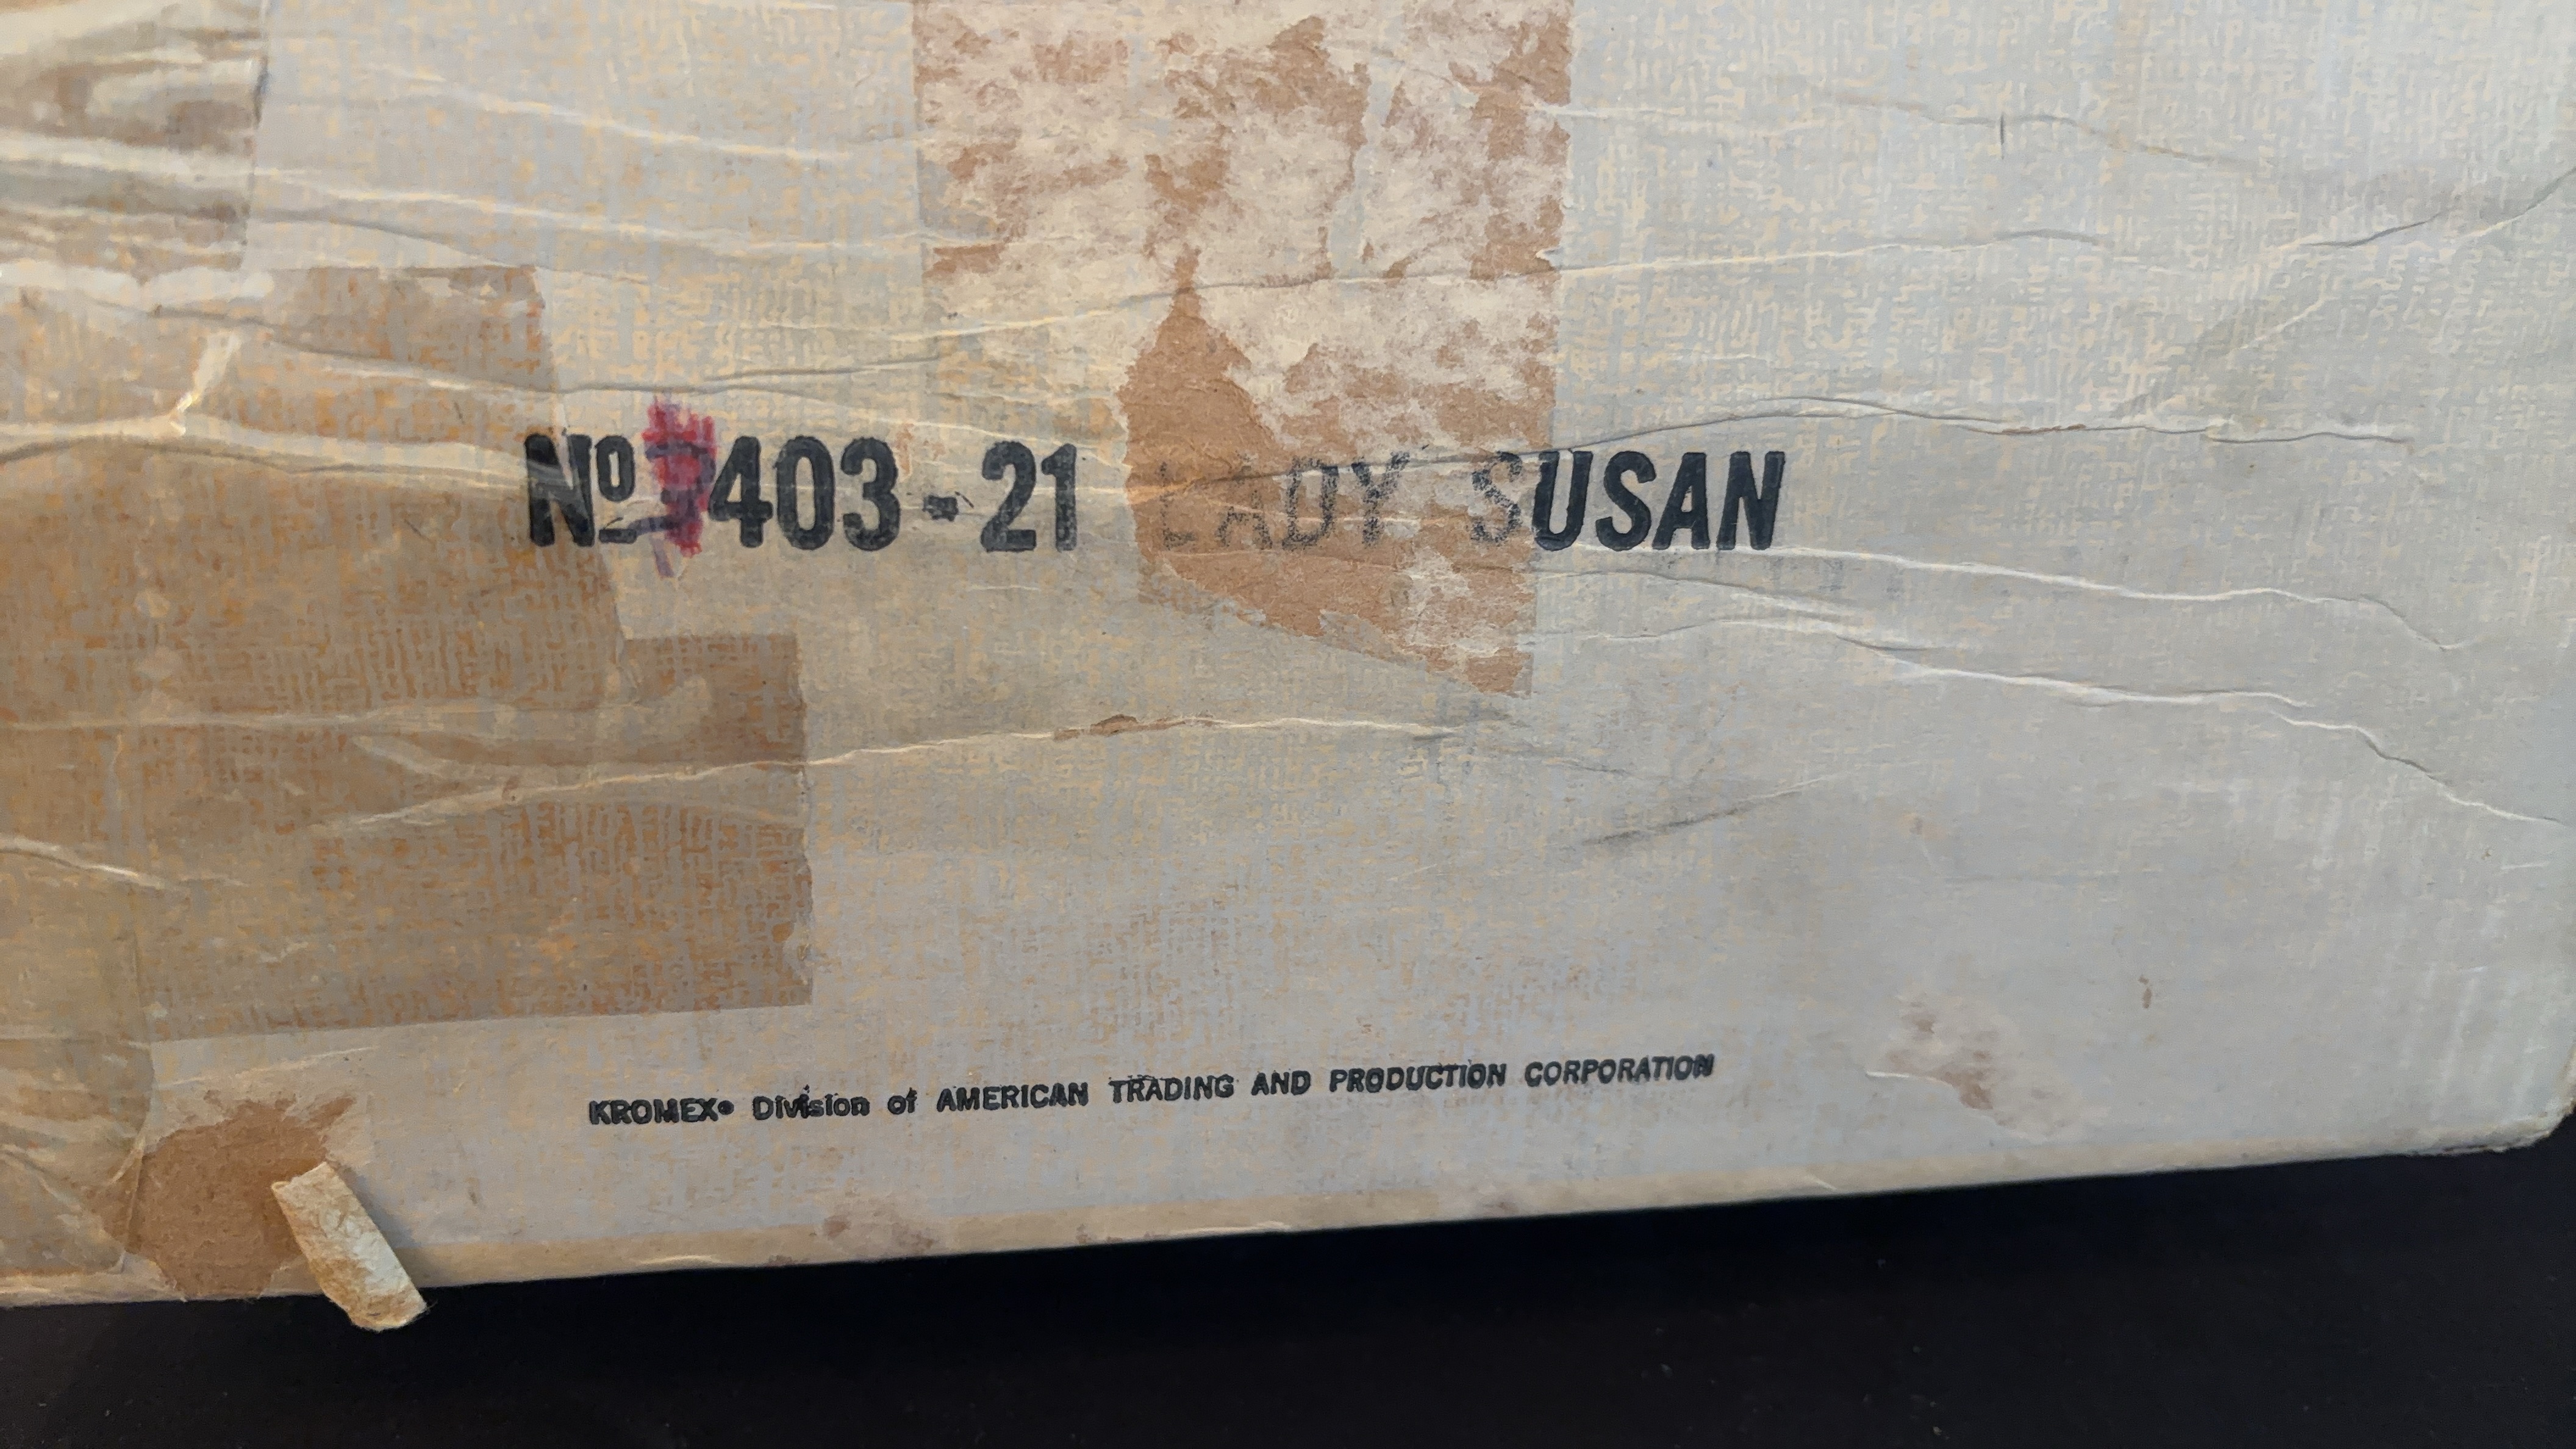 Nº 403-21 LADY SUSAN
KROMEX® Division of AMERICAN TRADING AND PRODUCTION CORPORATION